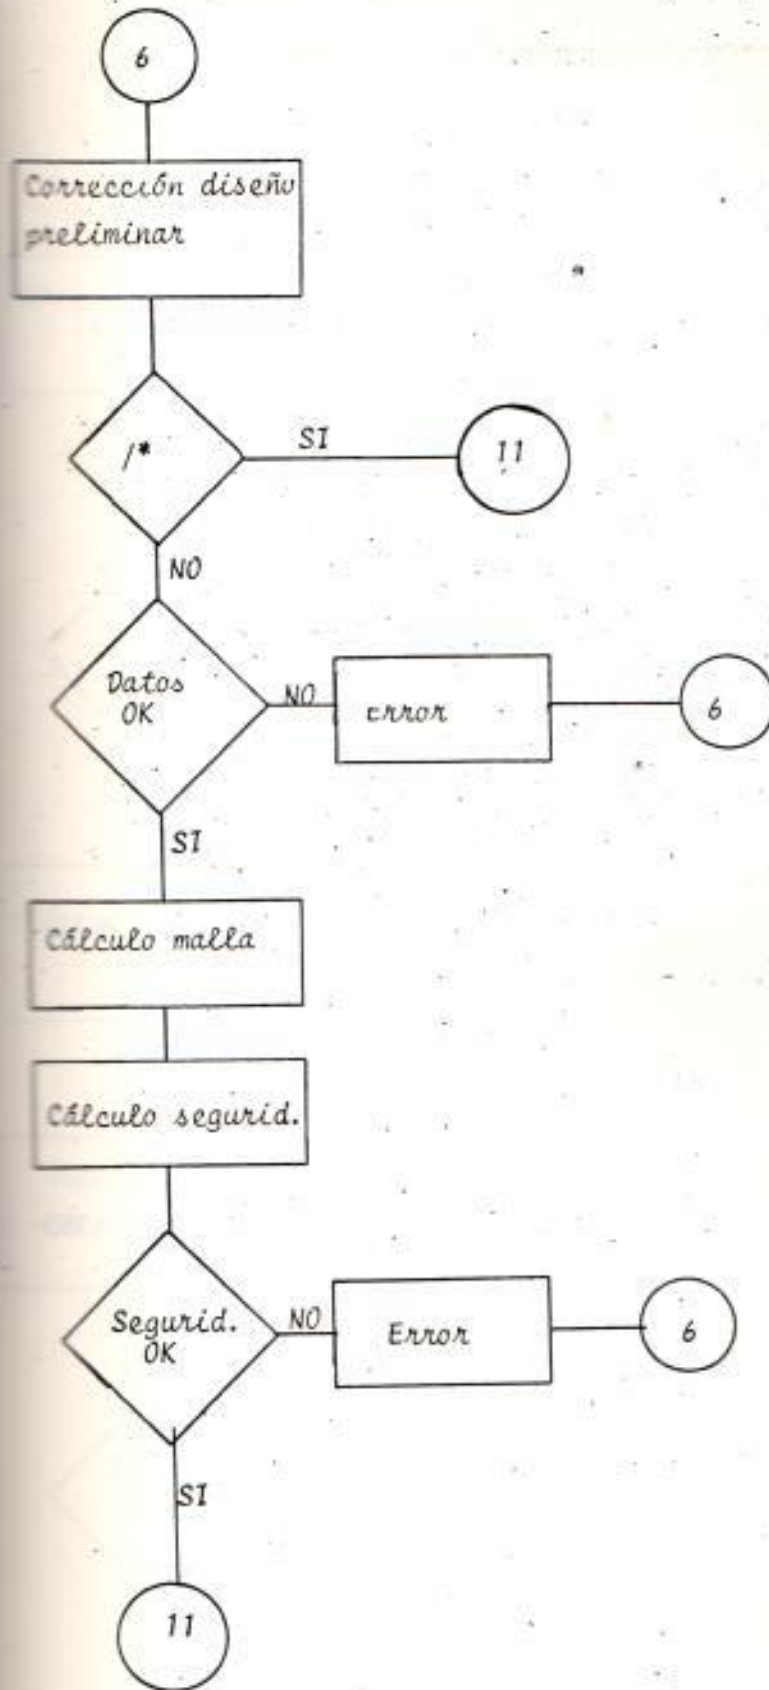 6
Corrección diseño
preliminar
/*
SI
11
NO
Datos
OK
NO
error
6
SI
Cálculo malla
Cálculo segurid.
Segurid.
OK
NO
Error
6
SI
11